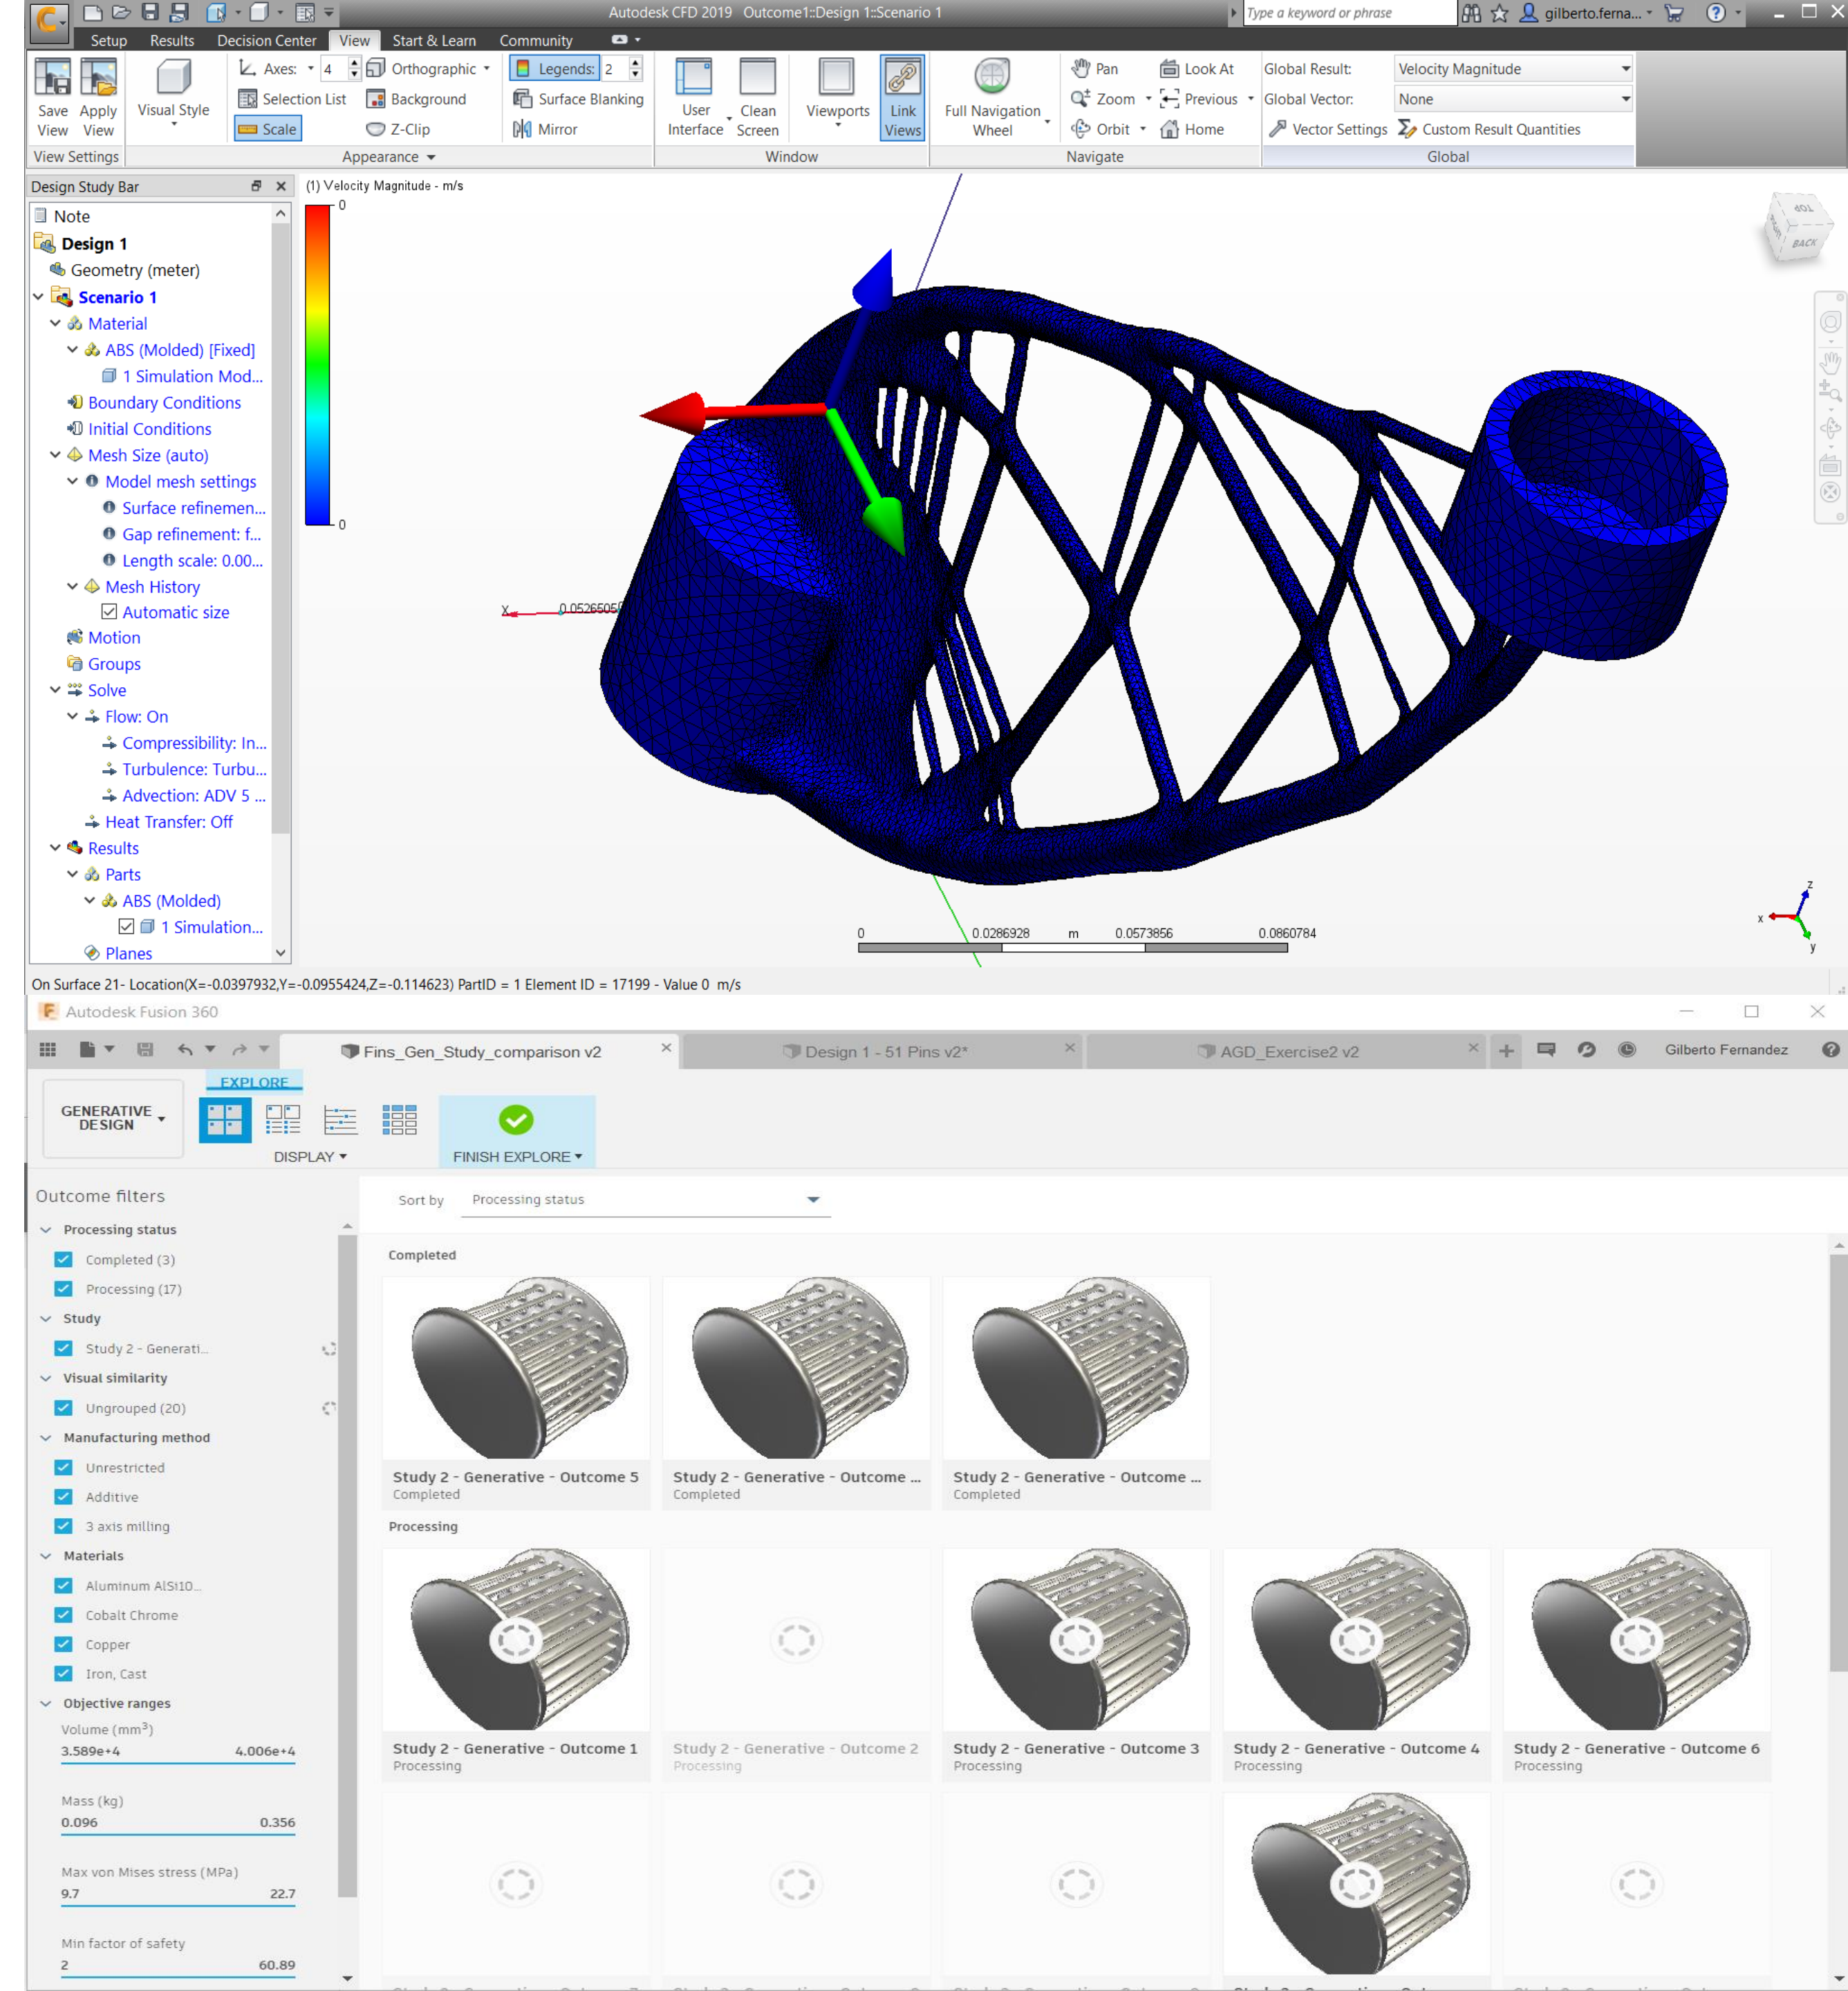 Autodesk CFD 2019 Outcome1::Design 1::Scenario 1
Type a keyword or phrase
gilberto.ferna...
Setup Results Decision Center View Start & Learn Community
Axes: 4 Orthographic Legends: 2 Pan Look At Global Result: Velocity Magnitude
Selection List Background Surface Blanking Zoom Previous Global Vector: None
Save View Apply View Visual Style Scale Z-Clip Mirror User Interface Clean Screen Viewports Link Views Full Navigation Wheel Orbit Home Vector Settings Custom Result Quantities
View Settings Appearance Window Navigate Global
Design Study Bar
Note
Design 1
Geometry (meter)
Scenario 1
Material
ABS (Molded) [Fixed]
1 Simulation Mod...
Boundary Conditions
Initial Conditions
Mesh Size (auto)
Model mesh settings
Surface refinemen...
Gap refinement: f...
Length scale: 0.00...
Mesh History
Automatic size
Motion
Groups
Solve
Flow: On
Compressibility: In...
Turbulence: Turbu...
Advection: ADV 5 ...
Heat Transfer: Off
Results
Parts
ABS (Molded)
1 Simulation...
Planes
(1) Velocity Magnitude - m/s
0
0
TOP
BACK
X
0 0.0286928 m 0.0573856 0.0860784
z
x
y
On Surface 21- Location(X=-0.0397932,Y=-0.0955424,Z=-0.114623) PartID = 1 Element ID = 17199 - Value 0 m/s
Autodesk Fusion 360
Fins_Gen_Study_comparison v2
Design 1 - 51 Pins v2*
AGD_Exercise2 v2
Gilberto Fernandez
EXPLORE
GENERATIVE
DESIGN
DISPLAY
FINISH EXPLORE
Outcome filters
Processing status
Completed (3)
Processing (17)
Study
Study 2 - Generati...
Visual similarity
Ungrouped (20)
Manufacturing method
Unrestricted
Additive
3 axis milling
Materials
Aluminum AlSi10...
Cobalt Chrome
Copper
Iron, Cast
Objective ranges
Volume (mm³)
3.589e+4 4.006e+4
Mass (kg)
0.096 0.356
Max von Mises stress (MPa)
9.7 22.7
Min factor of safety
2 60.89
Sort by Processing status
Completed
Study 2 - Generative - Outcome 5
Completed
Study 2 - Generative - Outcome ...
Completed
Study 2 - Generative - Outcome ...
Completed
Processing
Study 2 - Generative - Outcome 1
Processing
Study 2 - Generative - Outcome 2
Processing
Study 2 - Generative - Outcome 3
Processing
Study 2 - Generative - Outcome 4
Processing
Study 2 - Generative - Outcome 6
Processing